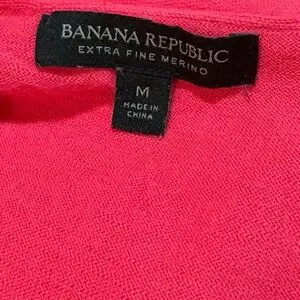 BANANA REPUBLIC
EXTRA FINE MERINO
M
MADE IN
CHINA